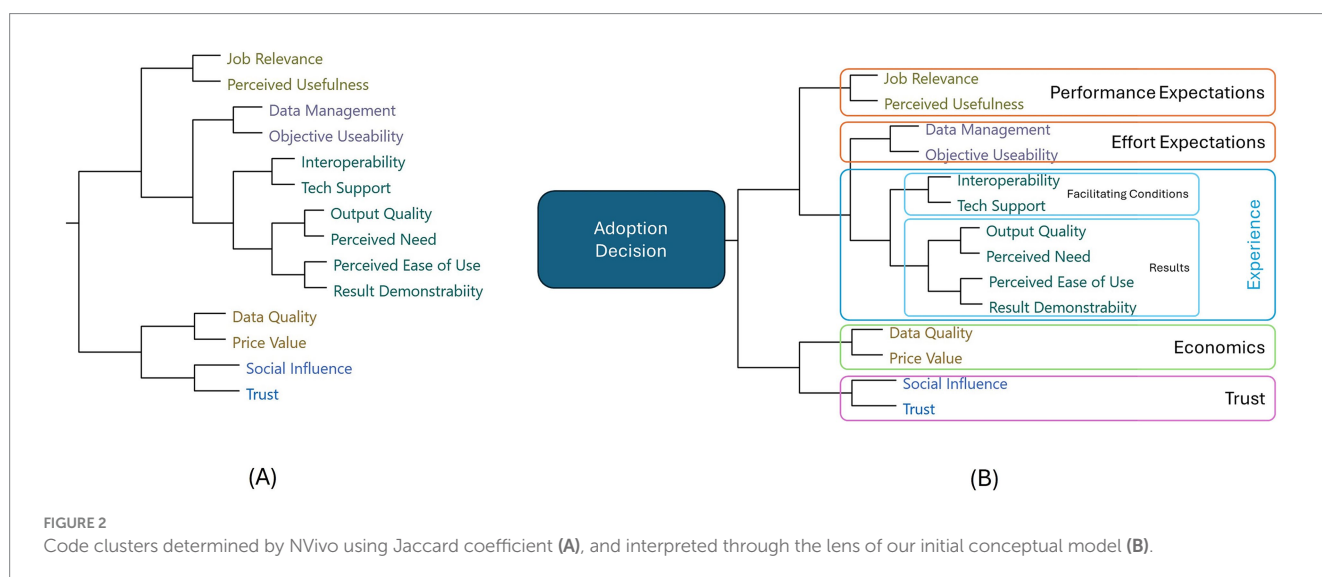 Job Relevance
Perceived Usefulness
Data Management
Objective Useability
Interoperability
Tech Support
Output Quality
Perceived Need
Perceived Ease of Use
Result Demonstrabiity
Data Quality
Price Value
Social Influence
Trust
(A)
Adoption
Decision
Job Relevance
Perceived Usefulness
Performance Expectations
Data Management
Objective Useability
Effort Expectations
Interoperability
Tech Support
Facilitating Conditions
Output Quality
Perceived Need
Perceived Ease of Use
Result Demonstrabiity
Results
Experience
Data Quality
Price Value
Economics
Social Influence
Trust
Trust
(B)
FIGURE 2
Code clusters determined by NVivo using Jaccard coefficient (A), and interpreted through the lens of our initial conceptual model (B).